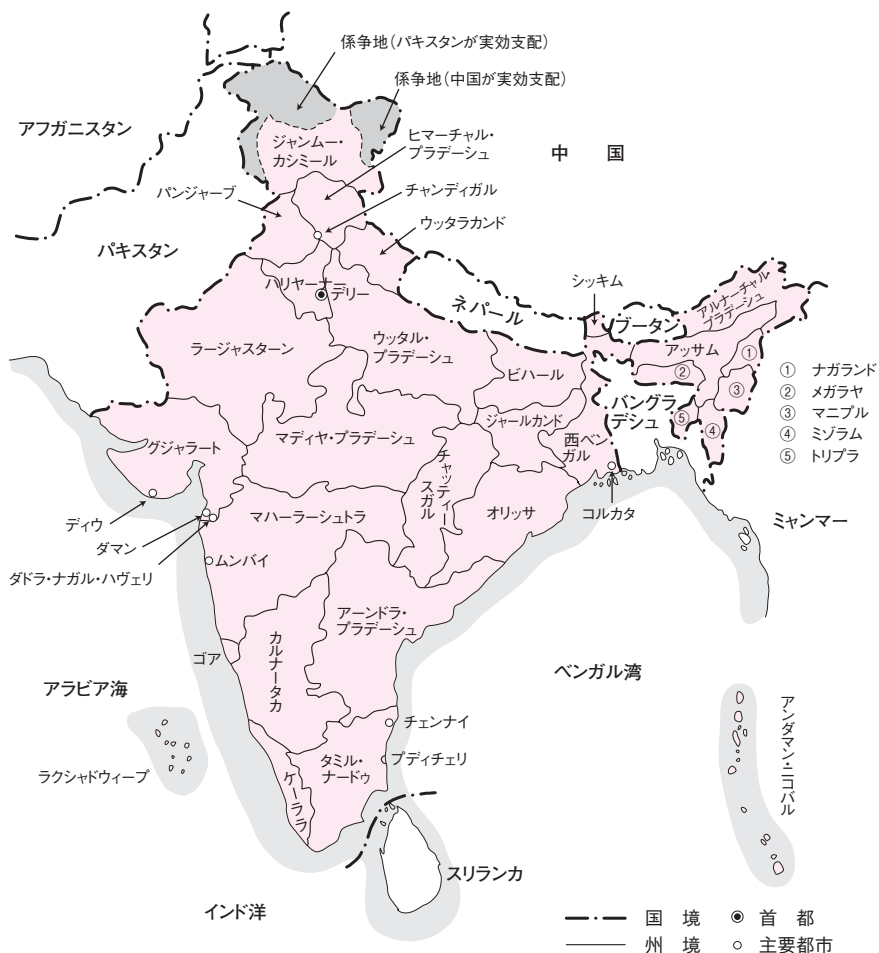 係争地（パキスタンが実効支配）
係争地（中国が実効支配）
アフガニスタン
ジャンムー・
カシミール
ヒマーチャル・
プラデーシュ
中　国
パンジャーブ
チャンディガル
ウッタラカンド
パキスタン
ハリヤーナー
デリー
シッキム
ネパール
ブータン
アルナーチャル
プラデーシュ
ラージャスターン
ウッタル・
プラデーシュ
アッサム
ビハール
バングラ
デシュ
①
②
③
④
⑤
① ナガランド
② メガラヤ
③ マニプル
④ ミゾラム
⑤ トリプラ
グジャラート
マディヤ・プラデーシュ
ジャールカンド
西ベン
ガル
チャッティー
スガル
ディウ
ダマン
ダドラ・ナガル・ハヴェリ
マハーラーシュトラ
オリッサ
コルカタ
ミャンマー
ムンバイ
アーンドラ・
プラデーシュ
カルナータカ
ゴア
ベンガル湾
アラビア海
チェンナイ
アンダマン・ニコバル
ラクシャドウィープ
タミル・
ナードゥ
プディチェリ
ケーララ
スリランカ
インド洋
国　境
首　都
州　境
主要都市